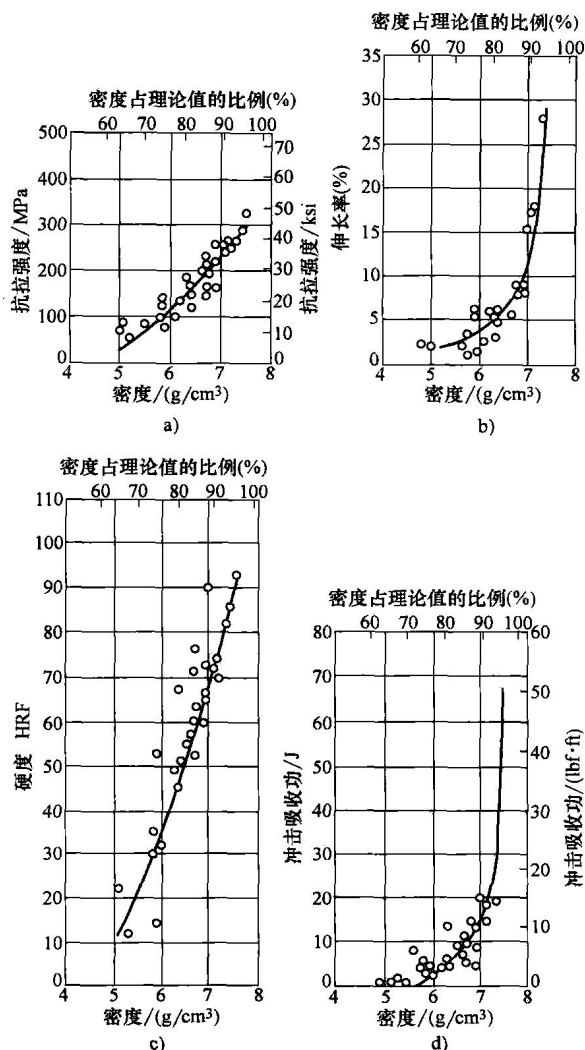 密度占理论值的比例(%)
60 70 80 90 100
500
400
300
200
100
0
抗拉强度/MPa
70
60
50
40
30
20
10
0
抗拉强度/ksi
4 5 6 7 8
密度/(g/cm³)
a)
密度占理论值的比例(%)
60 70 80 90 100
35
30
25
20
15
10
5
0
伸长率(%)
4 5 6 7 8
密度/(g/cm³)
b)
密度占理论值的比例(%)
60 70 80 90 100
110
100
90
80
70
60
50
40
30
20
10
硬度 HRF
4 5 6 7 8
密度/(g/cm³)
c)
密度占理论值的比例(%)
60 70 80 90 100
80
70
60
50
40
30
20
10
0
冲击吸收功/J
60
50
40
30
20
10
0
冲击吸收功/(lbf·ft)
4 5 6 7 8
密度/(g/cm³)
d)